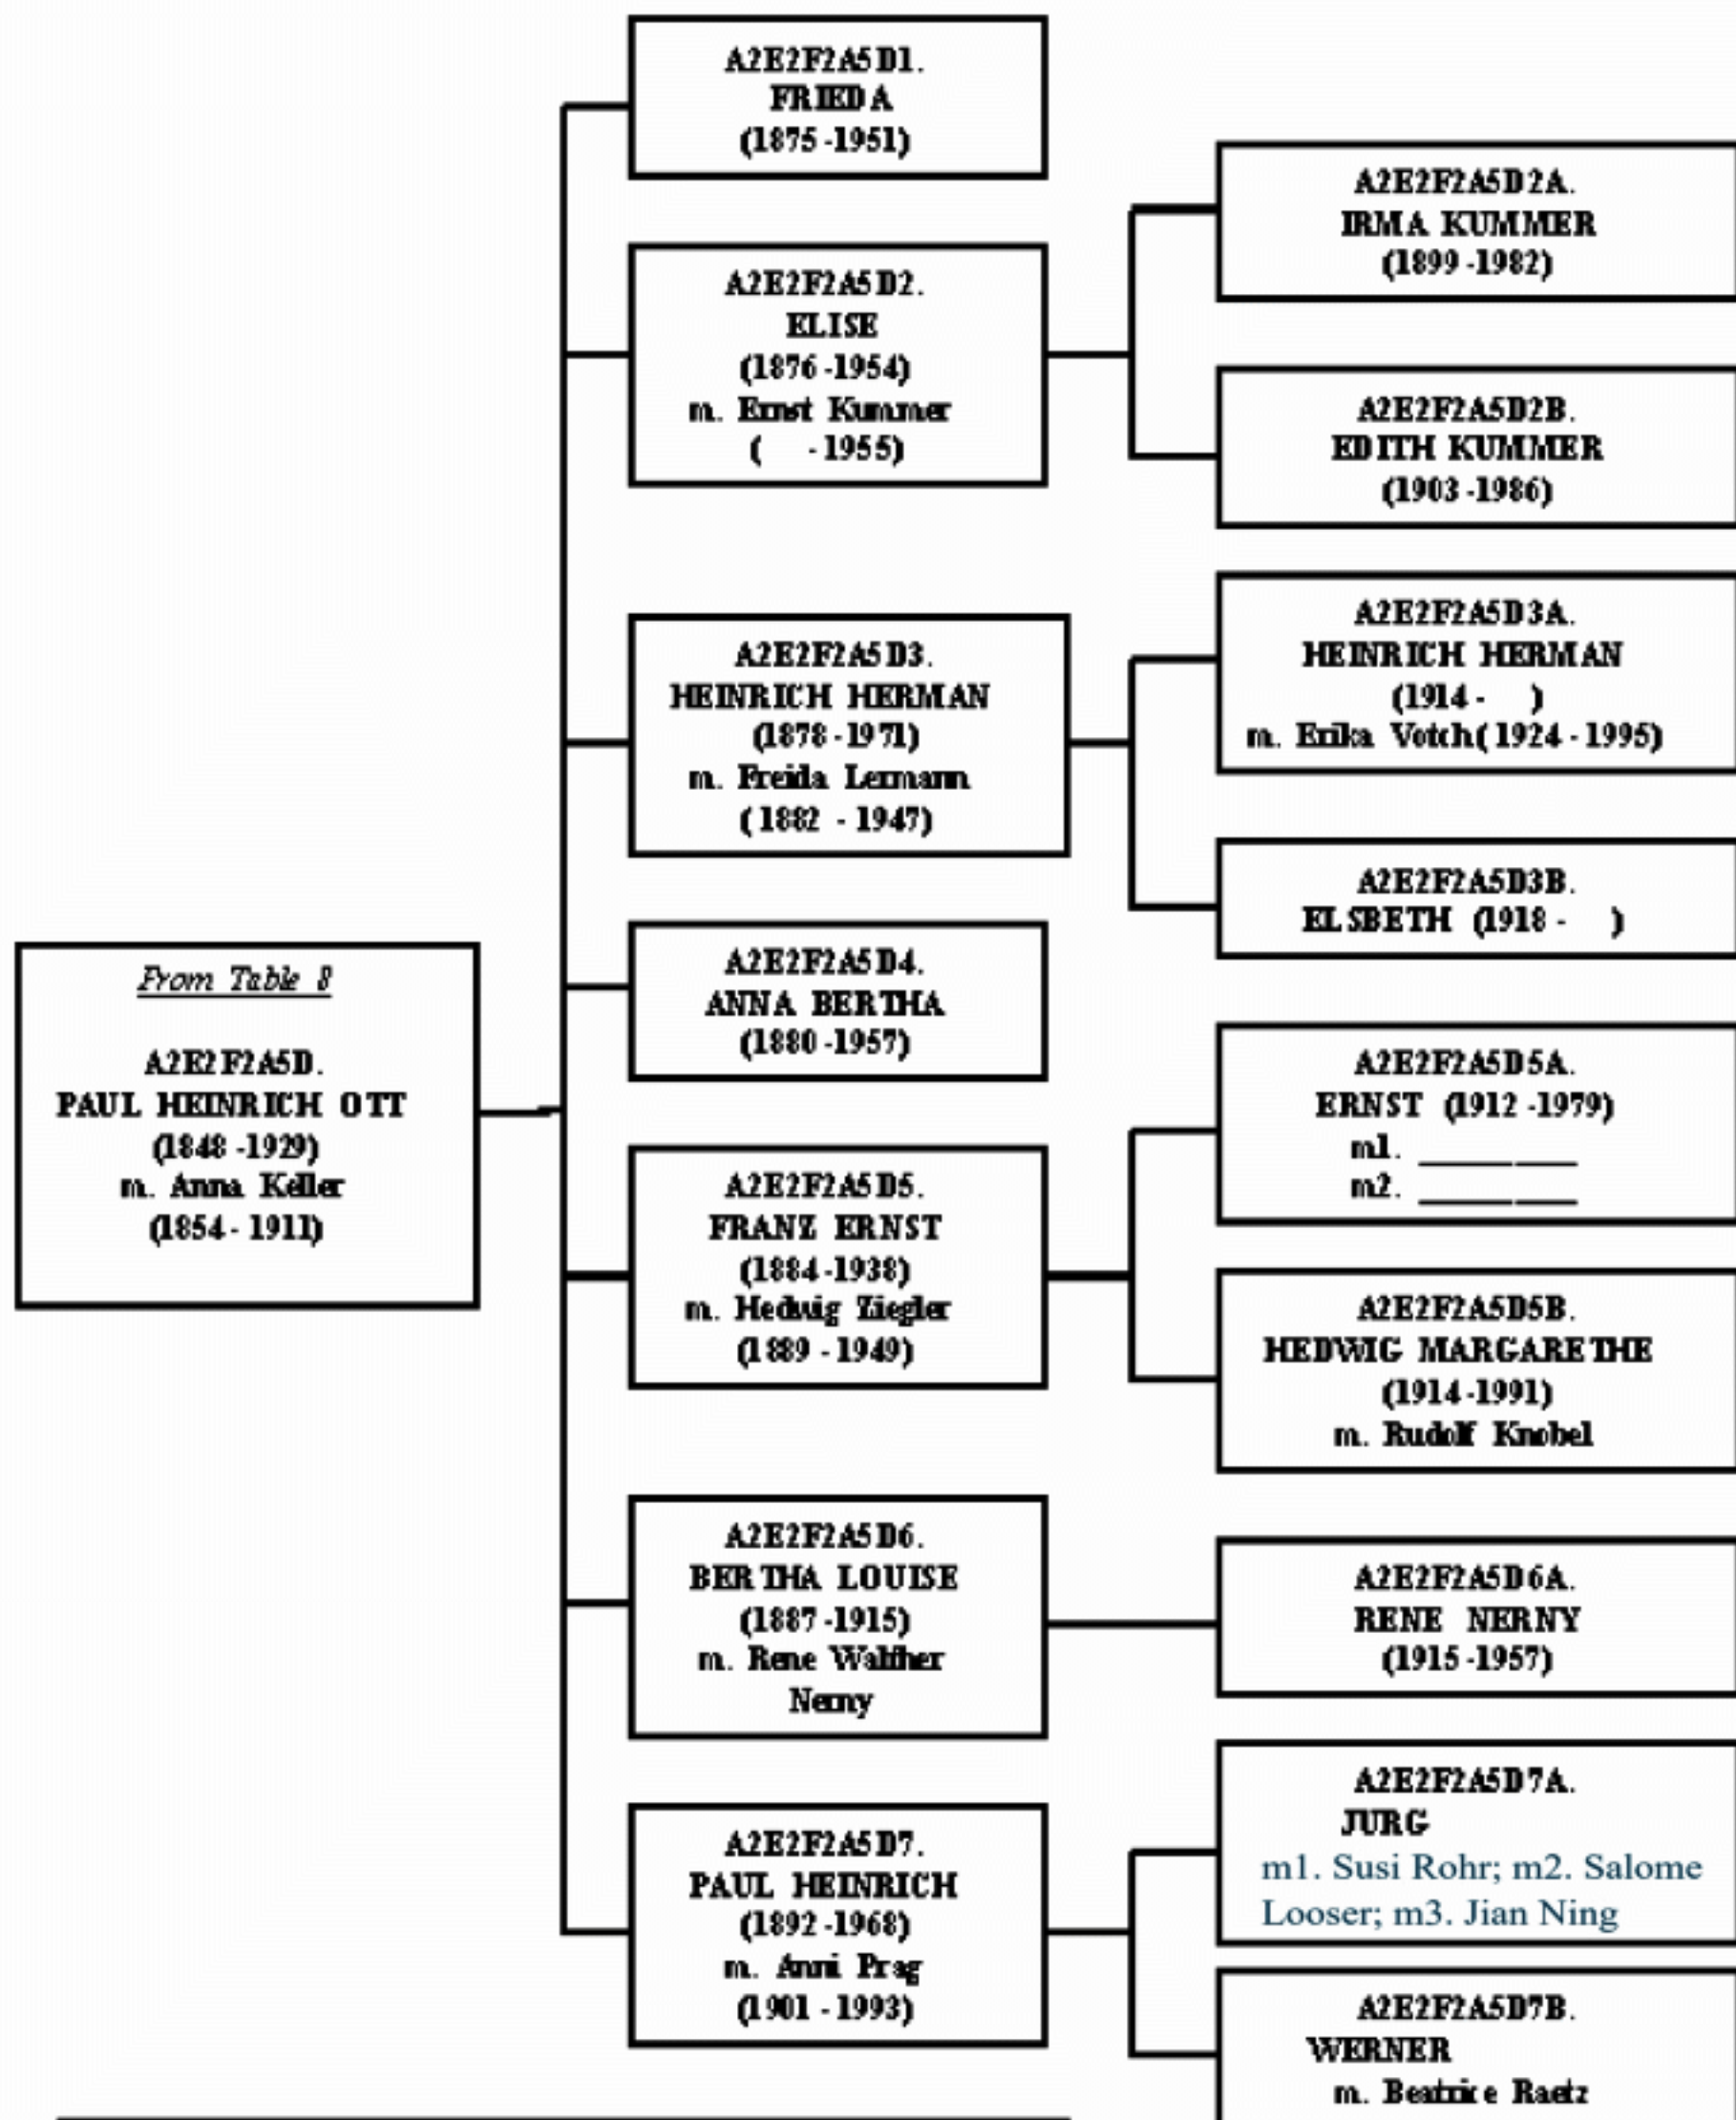 From Table 8
A2E2F2A5D.
PAUL HEINRICH OTT
(1848 -1929)
m. Anna Keller
(1854 - 1911)
A2E2F2A5D1.
FRIEDA
(1875 -1951)
A2E2F2A5D2.
ELISE
(1876 -1954)
m. Ernst Kummer
( - 1955)
A2E2F2A5D2A.
IRMA KUMMER
(1899 -1982)
A2E2F2A5D2B.
EDITH KUMMER
(1903 -1986)
A2E2F2A5D3.
HEINRICH HERMAN
(1878 -1971)
m. Freida Lermann
( 1882 - 1947)
A2E2F2A5D3A.
HEINRICH HERMAN
(1914 - )
m. Erika Votch( 1924 - 1995)
A2E2F2A5D3B.
ELSBETH (1918 - )
A2E2F2A5D4.
ANNA BERTHA
(1880 -1957)
A2E2F2A5D5.
FRANZ ERNST
(1884 -1938)
m. Hedwig Ziegler
(1889 - 1949)
A2E2F2A5D5A.
ERNST (1912 -1979)
m1. _________
m2. _________
A2E2F2A5D5B.
HEDWIG MARGARETHE
(1914 -1991)
m. Rudolf Knobel
A2E2F2A5D6.
BERTHA LOUISE
(1887 -1915)
m. Rene Walther
Nerny
A2E2F2A5D6A.
RENE NERNY
(1915 -1957)
A2E2F2A5D7.
PAUL HEINRICH
(1892 -1968)
m. Anni Prag
(1901 - 1993)
A2E2F2A5D7A.
JURG
m1. Susi Rohr; m2. Salome
Looser; m3. Jian Ning
A2E2F2A5D7B.
WERNER
m. Beatrice Raetz